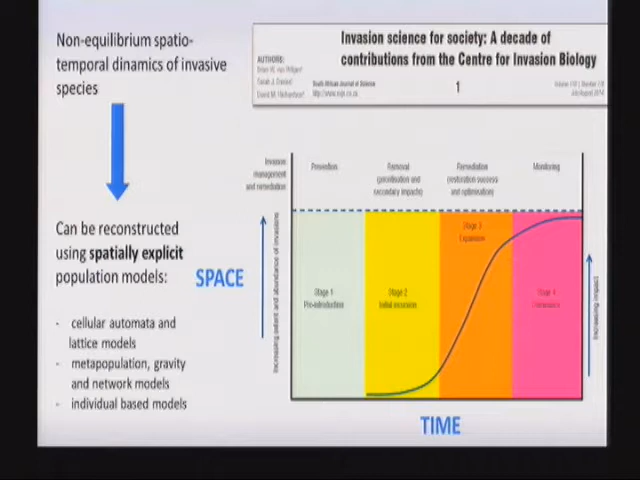 Non-equilibrium spatio-
temporal dinamics of invasive
species
Can be reconstructed
using spatially explicit
population models:
- cellular automata and
lattice models
- metapopulation, gravity
and network models
- individual based models
Invasion science for society: A decade of
contributions from the Centre for Invasion Biology
AUTHORS:
South African Journal of Science
1
Invasion
management
and remediation
Prevention
Removal
(prioritisation and
secondary impacts)
Remediation
(restoration success
and optimisation)
Monitoring
SPACE
Increasing extent and abundance of invasions
Stage 1
Pre-introduction
Stage 2
Initial incursion
Stage 3
Expansion
Stage 4
Increasing impact
TIME